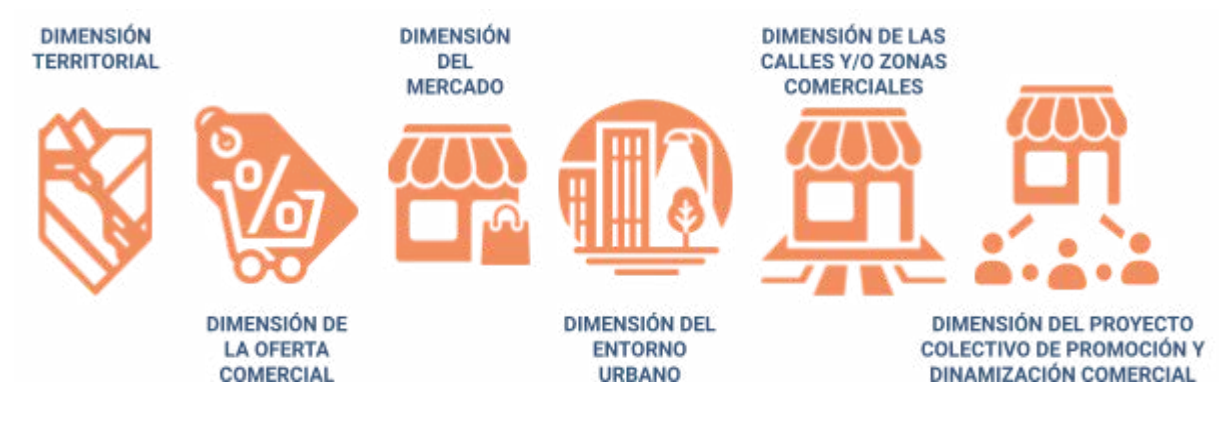 DIMENSIÓN
TERRITORIAL
DIMENSIÓN DE
LA OFERTA
COMERCIAL
DIMENSIÓN
DEL
MERCADO
DIMENSIÓN DEL
ENTORNO
URBANO
DIMENSIÓN DE LAS
CALLES Y/O ZONAS
COMERCIALES
DIMENSIÓN DEL PROYECTO
COLECTIVO DE PROMOCIÓN Y
DINAMIZACIÓN COMERCIAL